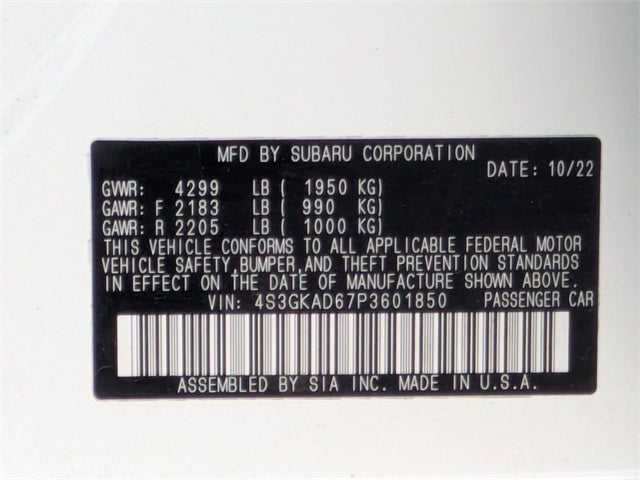 MFD BY SUBARU CORPORATION
DATE: 10/22
GVWR: 4299 LB ( 1950 KG)
GAWR: F 2183 LB ( 990 KG)
GAWR: R 2205 LB ( 1000 KG)
THIS VEHICLE CONFORMS TO ALL APPLICABLE FEDERAL MOTOR
VEHICLE SAFETY,BUMPER,AND THEFT PREVENTION STANDARDS
IN EFFECT ON THE DATE OF MANUFACTURE SHOWN ABOVE.
VIN: 4S3GKAD67P3601850 PASSENGER CAR
ASSEMBLED BY SIA INC. MADE IN U.S.A.